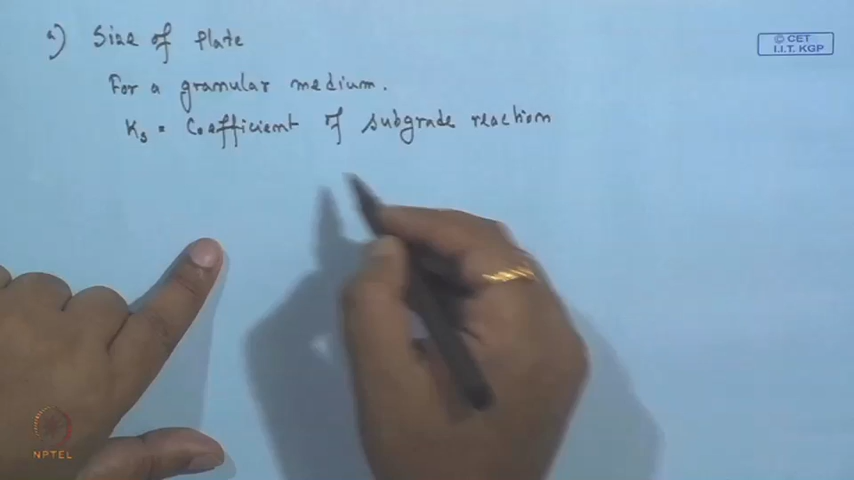 a) Size of Plate
© CET
I.I.T. KGP
For a granular medium.
Ks = Coefficient of subgrade reaction
NPTEL